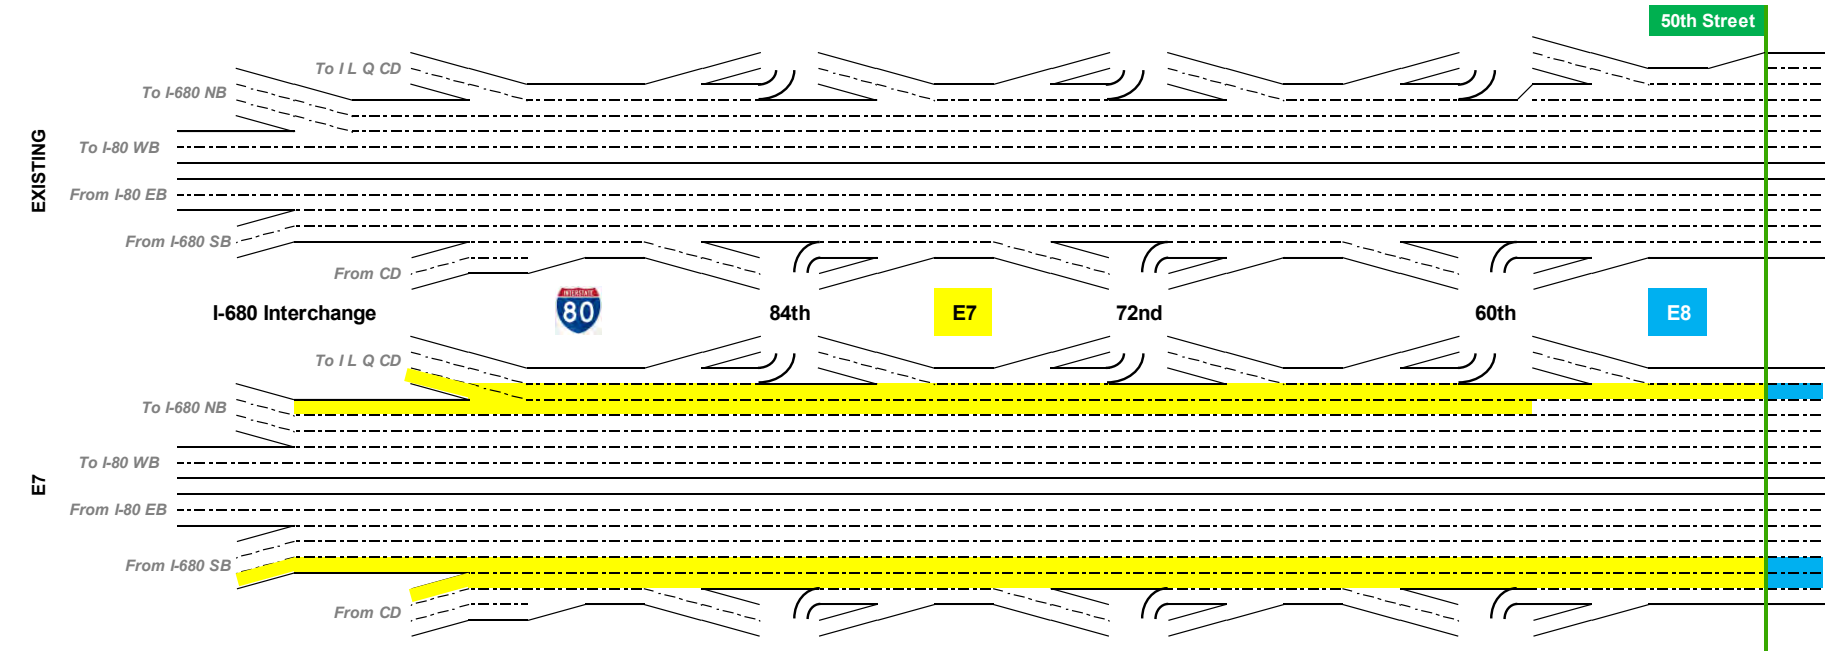 50th Street
To I L Q CD
To I-680 NB
EXISTING
To I-80 WB
From I-80 EB
From I-680 SB
From CD
I-680 Interchange
INTERSTATE
80
84th
E7
72nd
60th
E8
To I L Q CD
To I-680 NB
To I-80 WB
E7
From I-80 EB
From I-680 SB
From CD